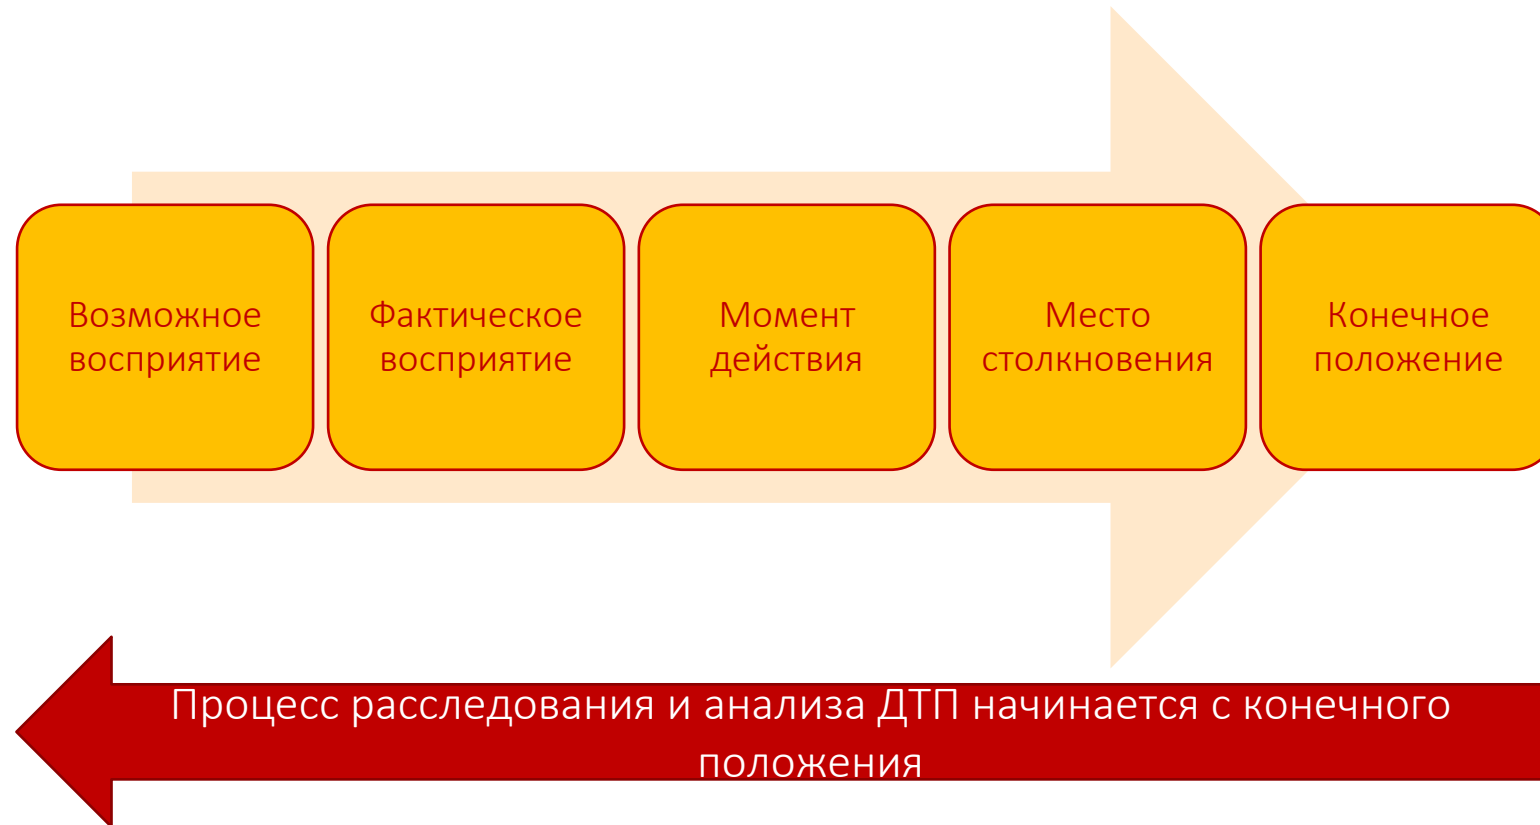 Возможное
восприятие
Фактическое
восприятие
Момент
действия
Место
столкновения
Конечное
положение
Процесс расследования и анализа ДТП начинается с конечного
положения